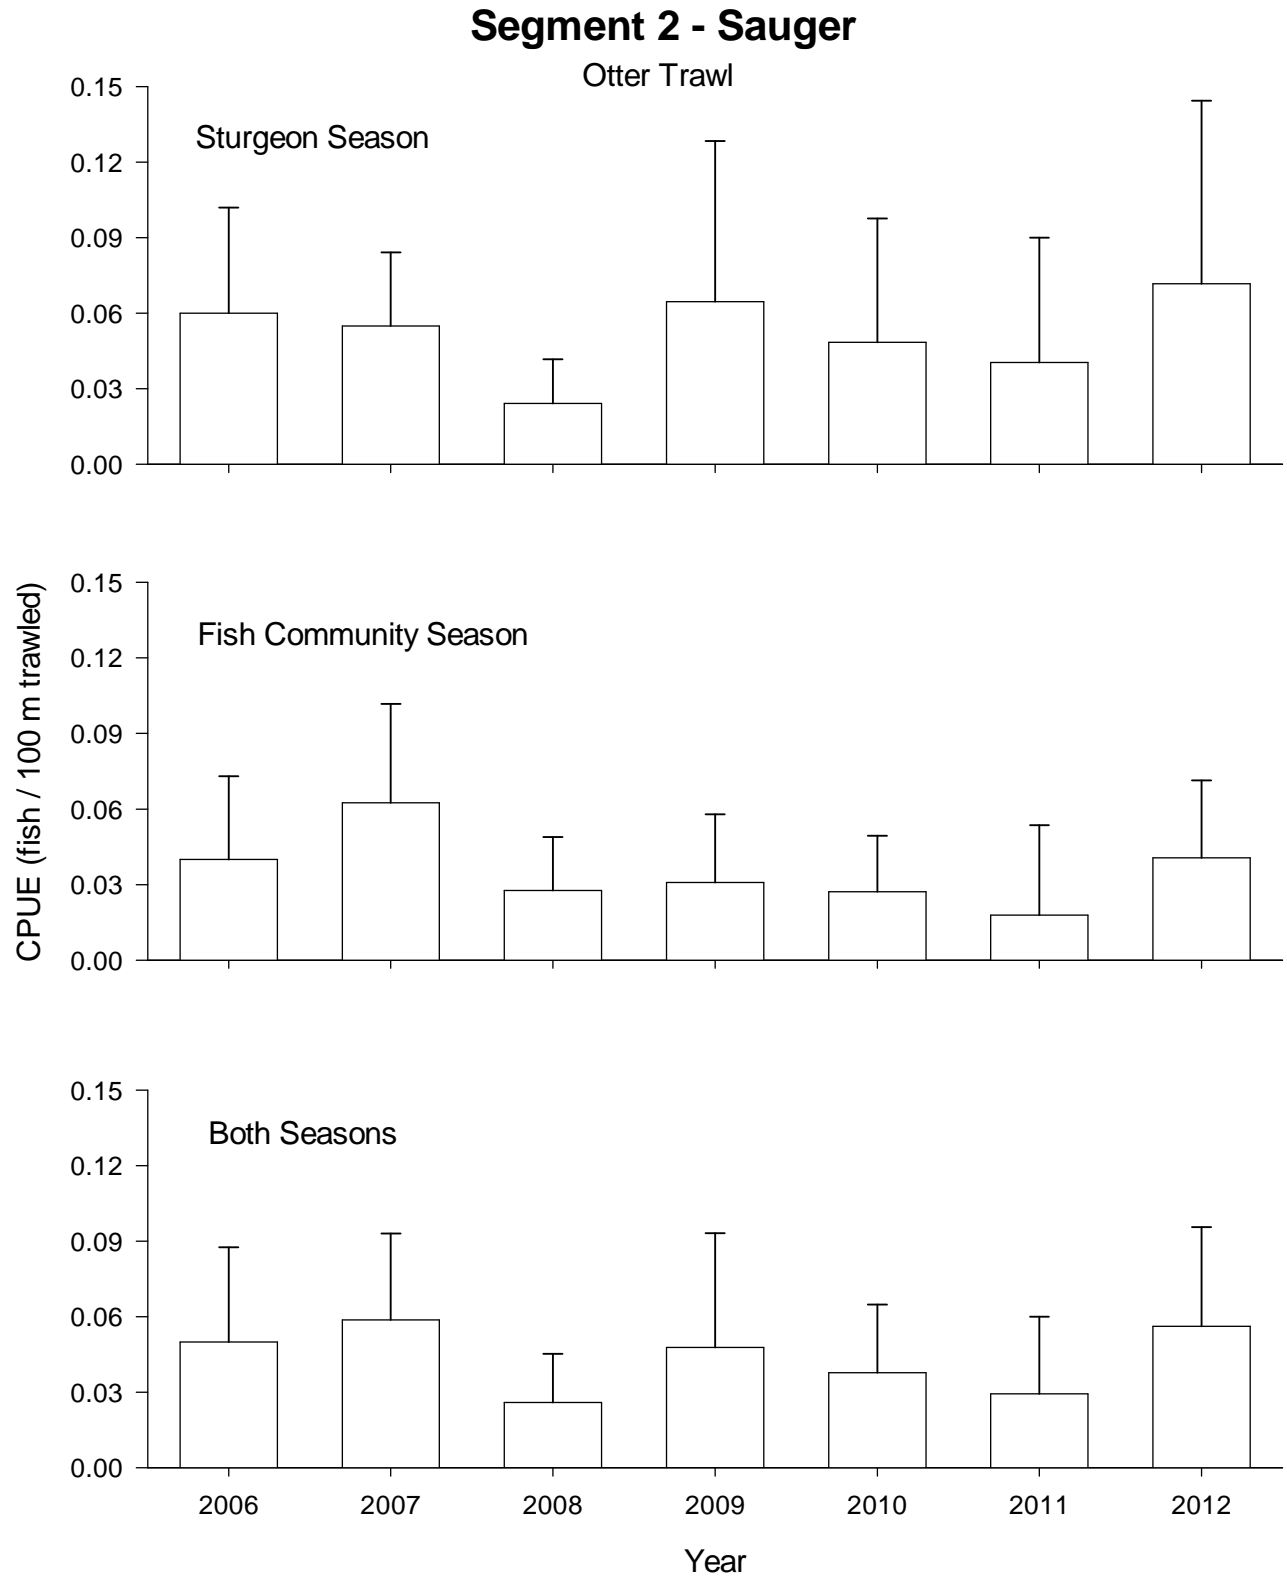 Segment 2 - Sauger
Otter Trawl
0.15
Sturgeon Season
0.12
0.09
0.06
0.03
0.00
CPUE (fish / 100 m trawled)
0.15
Fish Community Season
0.12
0.09
0.06
0.03
0.00
0.15
Both Seasons
0.12
0.09
0.06
0.03
0.00
2006 2007 2008 2009 2010 2011 2012
Year